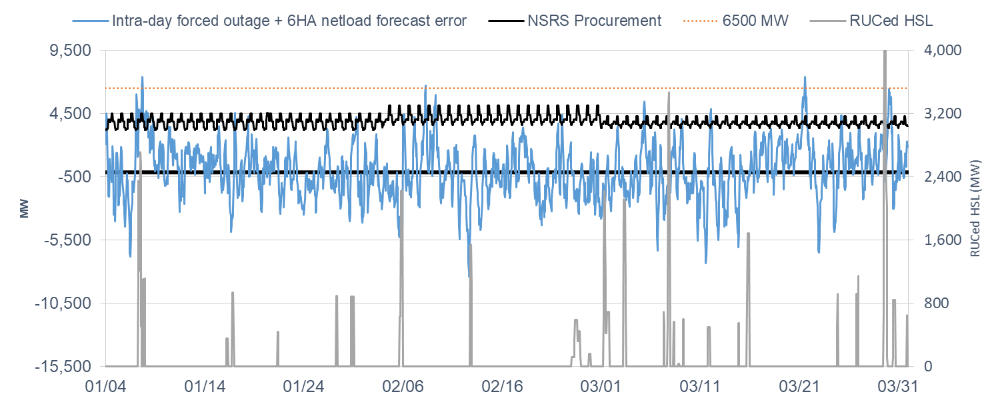 Intra-day forced outage + 6HA netload forecast error NSRS Procurement 6500 MW RUCed HSL
9,500 4,000
4,500 3,200
-500 2,400
MW
RUCed HSL (MW)
-5,500 1,600
-10,500 800
-15,500 0
01/04 01/14 01/24 02/06 02/16 03/01 03/11 03/21 03/31